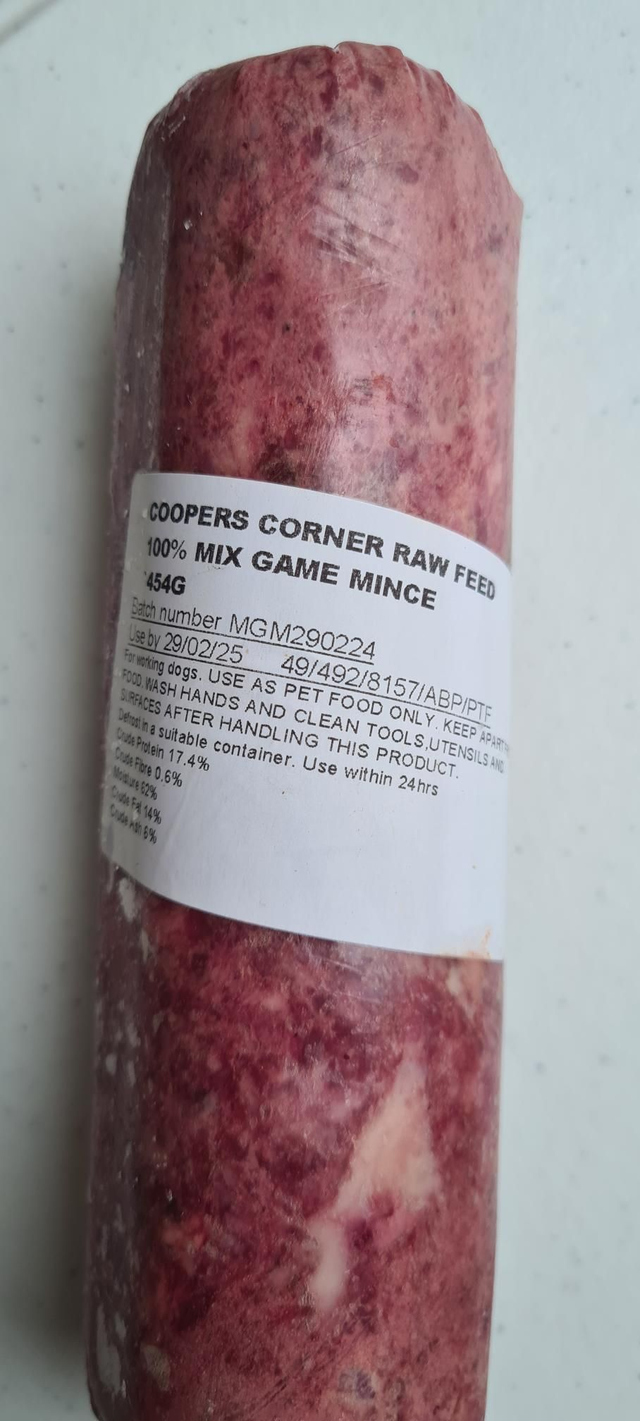 COOPERS CORNER RAW FEED
100% MIX GAME MINCE
454G
Batch number MGM290224
Use by 29/02/25 49/492/8157/ABP/PTF
For working dogs. USE AS PET FOOD ONLY. KEEP APART
FOOD. WASH HANDS AND CLEAN TOOLS,UTENSILS AND
SURFACES AFTER HANDLING THIS PRODUCT.
Defrost in a suitable container. Use within 24hrs
Crude Protein 17.4%
Crude Fibre 0.6%
Moisture 62%
Crude Fat 14%
Crude Ash 6%